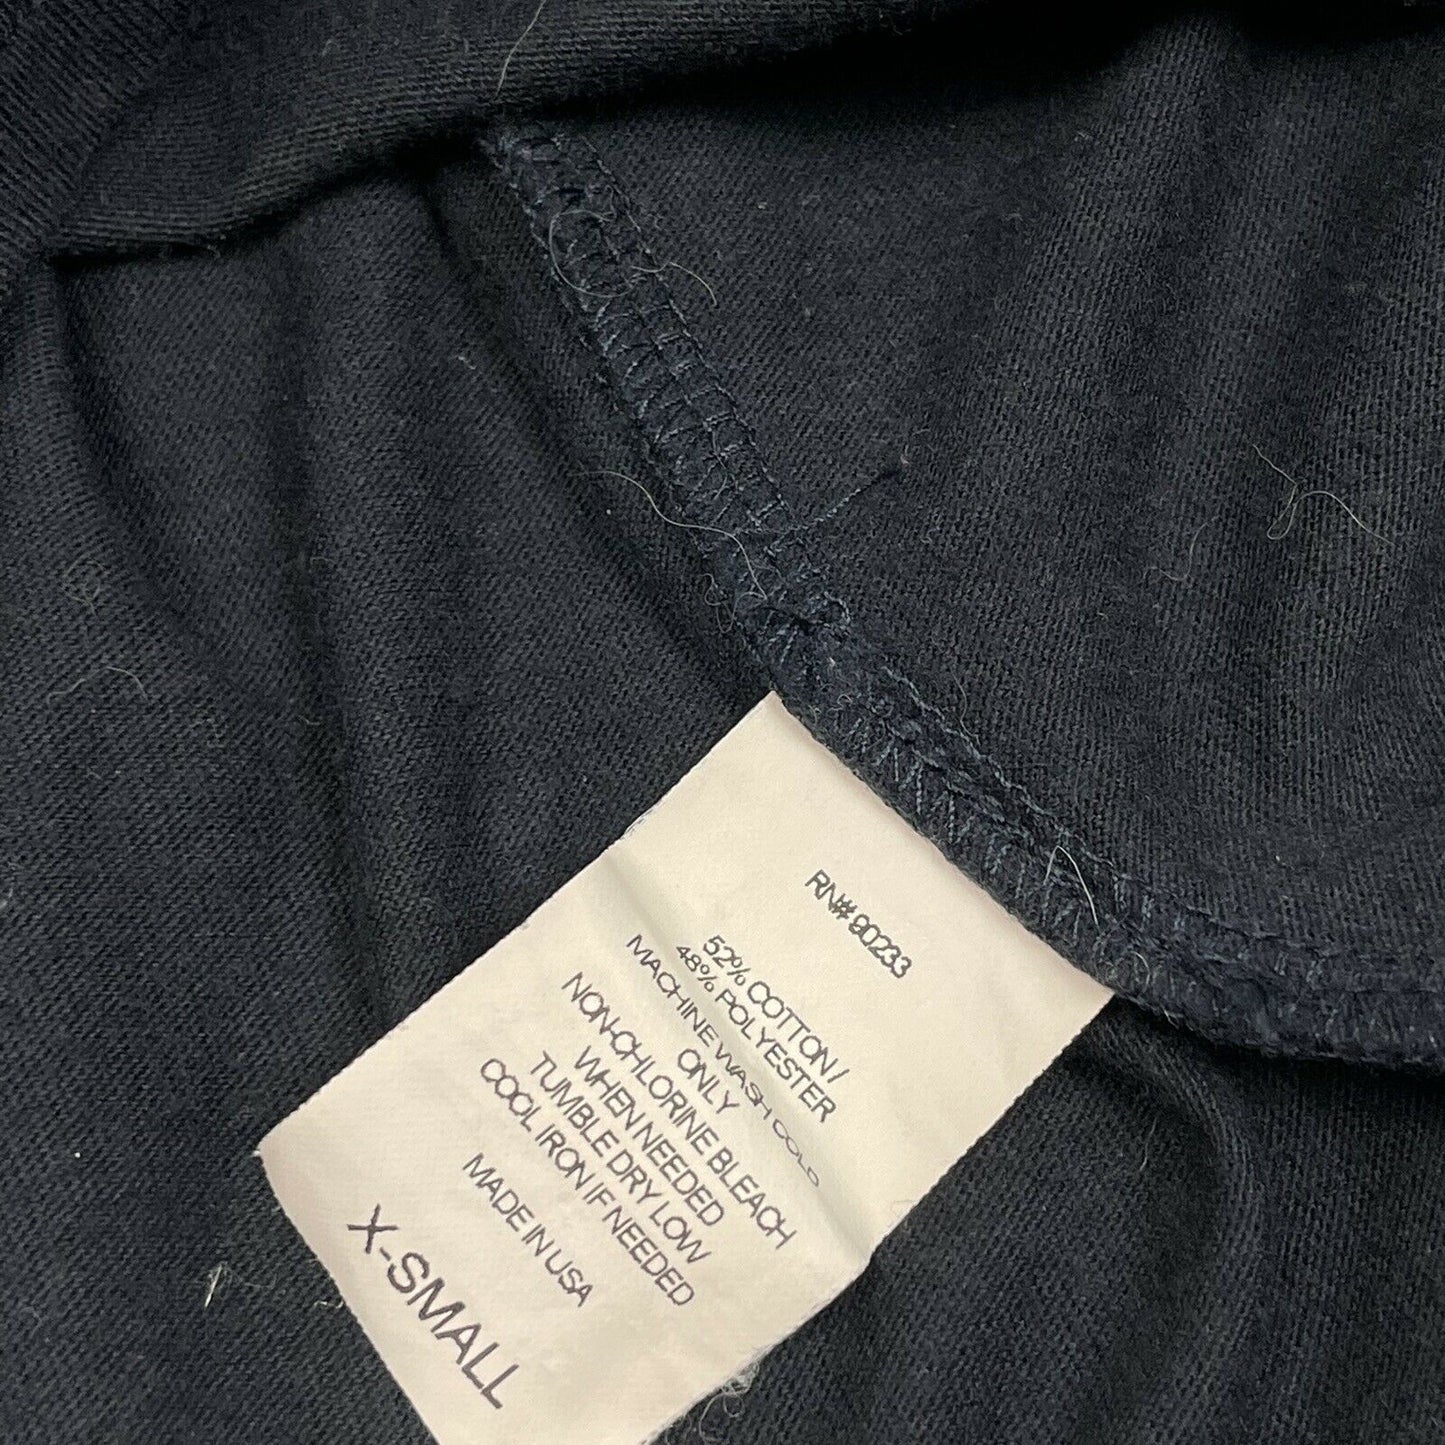 RN# 90233
52% COTTON/
48% POLYESTER
MACHINE WASH COLD
ONLY
NON-CHLORINE BLEACH
WHEN NEEDED
TUMBLE DRY LOW
COOL IRON IF NEEDED
MADE IN USA
X-SMALL